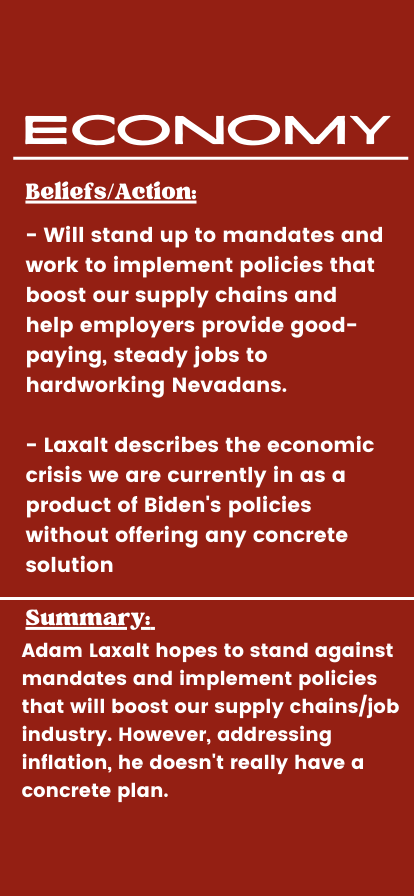 ECONOMY
Beliefs/Action:
- Will stand up to mandates and
work to implement policies that
boost our supply chains and
help employers provide good-
paying, steady jobs to
hardworking Nevadans.
- Laxalt describes the economic
crisis we are currently in as a
product of Biden's policies
without offering any concrete
solution
Summary:
Adam Laxalt hopes to stand against
mandates and implement policies
that will boost our supply chains/job
industry. However, addressing
inflation, he doesn't really have a
concrete plan.